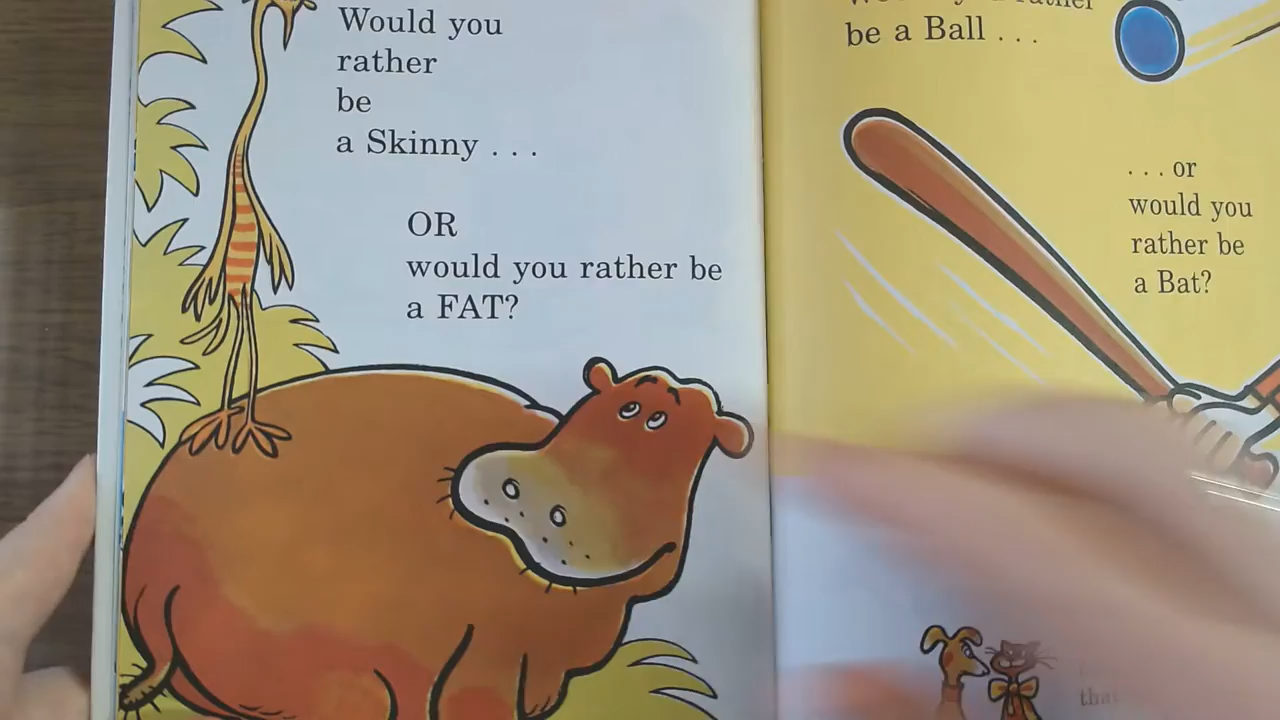 Would you
rather
be
a Skinny . . .
OR
would you rather be
a FAT?
rather
be a Ball . . .
. . . or
would you
rather be
a Bat?